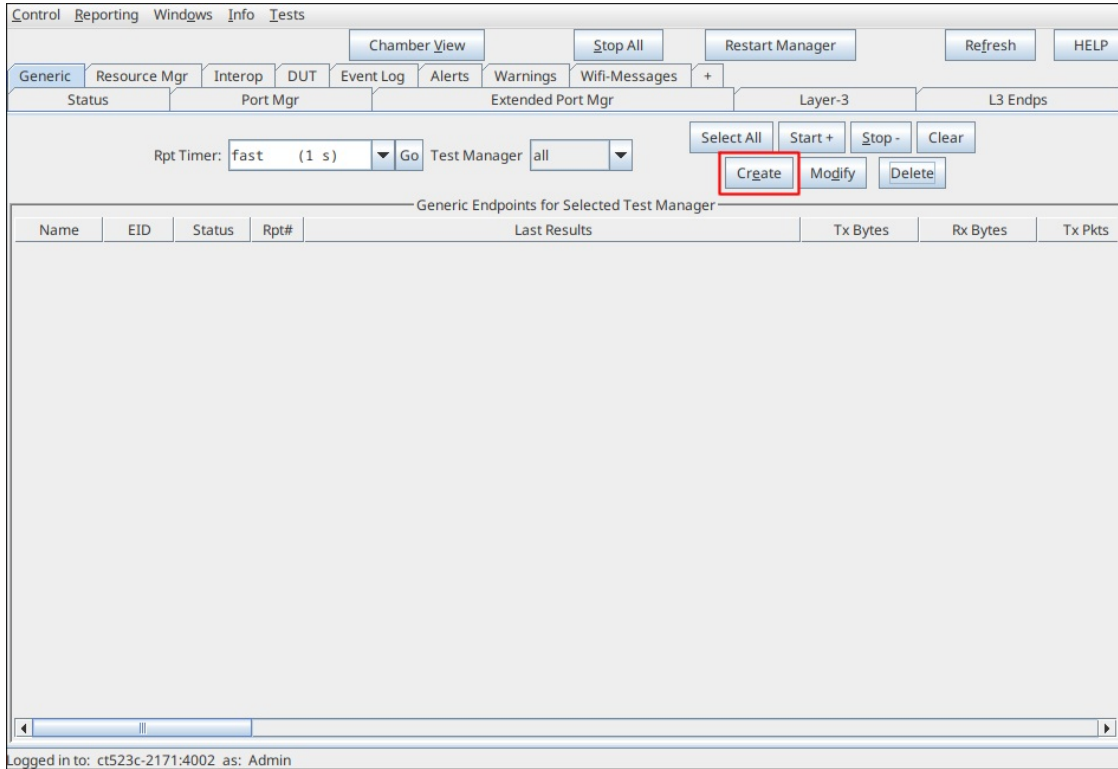 Control Reporting Windows Info Tests
Chamber View Stop All Restart Manager Refresh HELP
Generic Resource Mgr Interop DUT Event Log Alerts Warnings Wifi-Messages +
Status Port Mgr Extended Port Mgr Layer-3 L3 Endps
Select All Start + Stop - Clear
Rpt Timer: fast (1 s) Go Test Manager all
Create Modify Delete
Generic Endpoints for Selected Test Manager
Name EID Status Rpt# Last Results Tx Bytes Rx Bytes Tx Pkts
Logged in to: ct523c-2171:4002 as: Admin